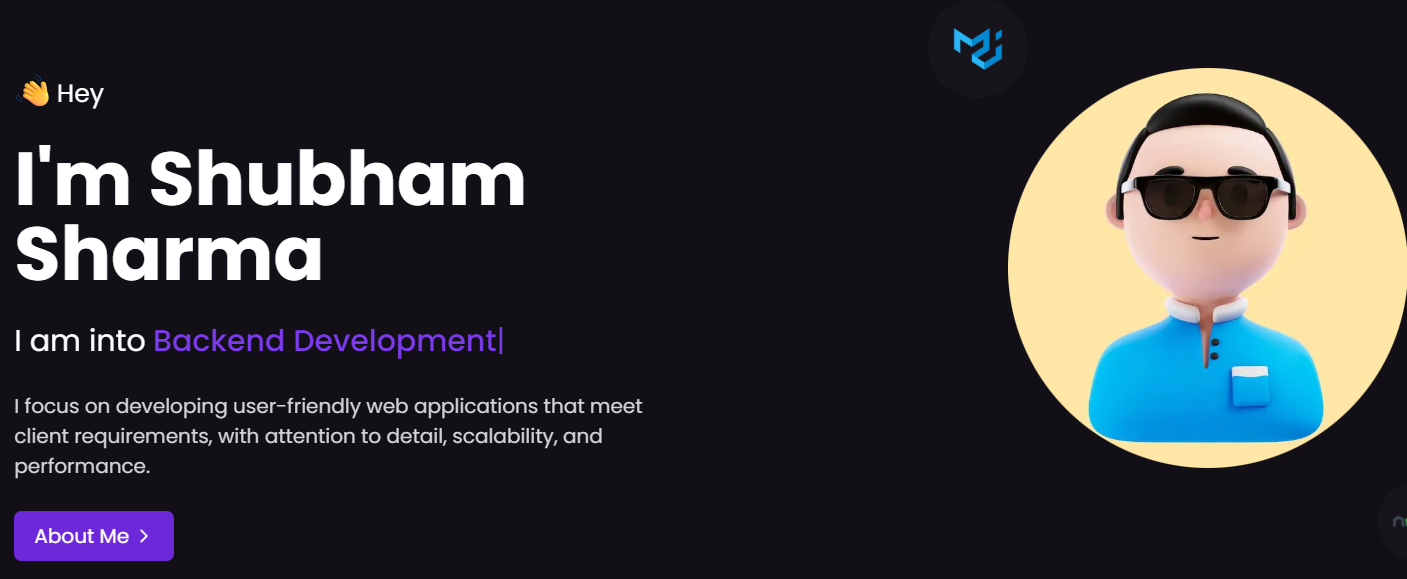 Hey
I'm Shubham
Sharma
I am into Backend Development|
I focus on developing user-friendly web applications that meet
client requirements, with attention to detail, scalability, and
performance.
About Me